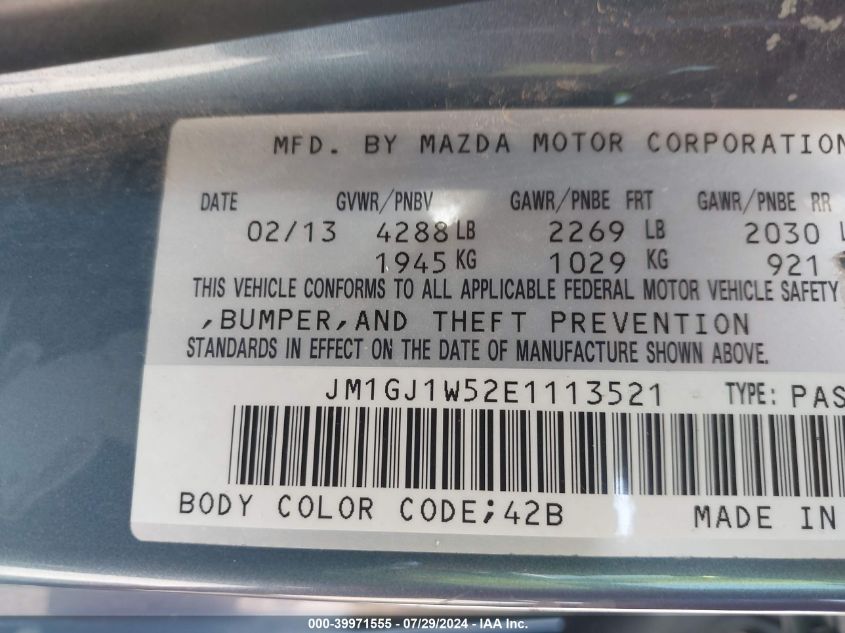 MFD. BY MAZDA MOTOR CORPORATION
DATE GVWR/PNBV GAWR/PNBE FRT GAWR/PNBE RR
02/13 4288 LB 2269 LB 2030 L
1945 KG 1029 KG 921
THIS VEHICLE CONFORMS TO ALL APPLICABLE FEDERAL MOTOR VEHICLE SAFETY
,BUMPER,AND THEFT PREVENTION
STANDARDS IN EFFECT ON THE DATE OF MANUFACTURE SHOWN ABOVE.
JM1GJ1W52E1113521 TYPE: PAS
BODY COLOR CODE;42B MADE IN
000-39971555 - 07/29/2024 - IAA Inc.